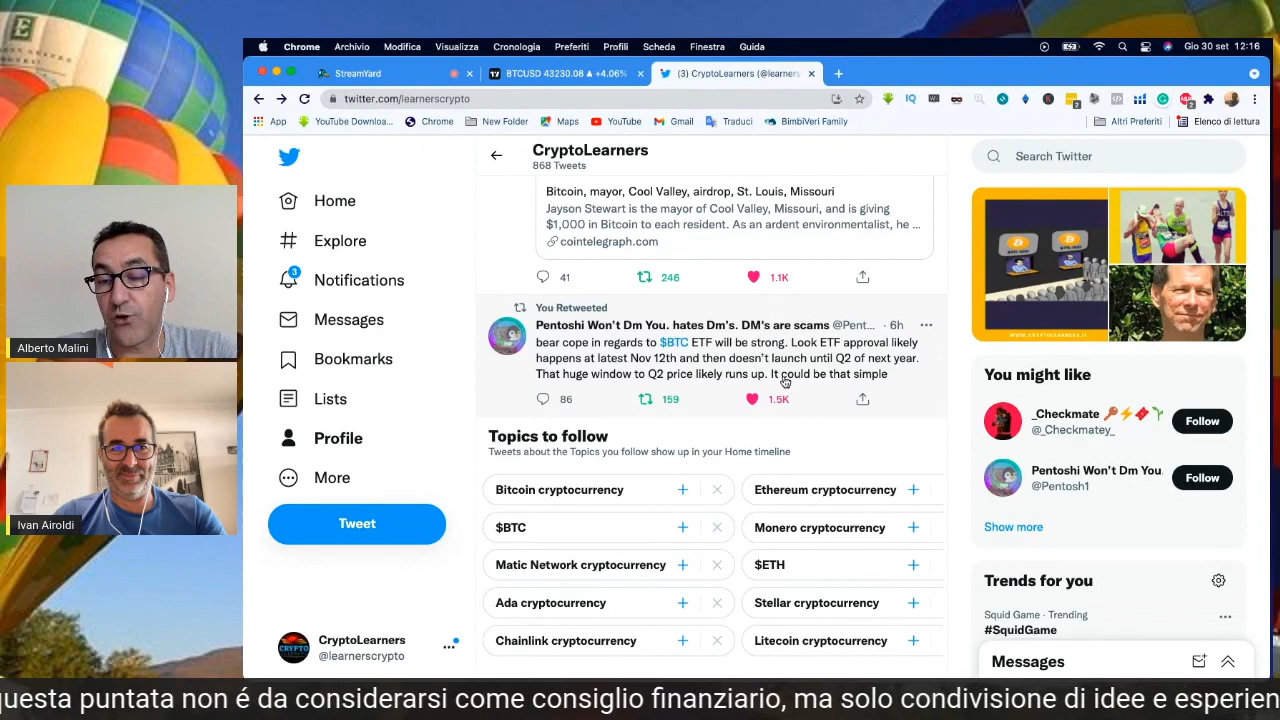 Chrome Archivio Modifica Visualizza Cronologia Preferiti Profili Scheda Finestra Guida Gio 30 set 12:16
StreamYard BTCUSD 43230.08 ▲ +4.06% (3) CryptoLearners (@learners
twitter.com/learnerscrypto
App YouTube Downloa... Chrome New Folder Maps YouTube Gmail Traduci BimbiVeri Family Altri Preferiti Elenco di lettura
Home
Explore
3
Notifications
Messages
Bookmarks
Lists
Profile
More
Tweet
CryptoLearners
@learnerscrypto
CryptoLearners
868 Tweets
Bitcoin, mayor, Cool Valley, airdrop, St. Louis, Missouri
Jayson Stewart is the mayor of Cool Valley, Missouri, and is giving
$1,000 in Bitcoin to each resident. As an ardent environmentalist, he ...
cointelegraph.com
41 246 1.1K
You Retweeted
Pentoshi Won't Dm You. hates Dm's. DM's are scams @Pent... · 6h
bear cope in regards to $BTC ETF will be strong. Look ETF approval likely
happens at latest Nov 12th and then doesn't launch until Q2 of next year.
That huge window to Q2 price likely runs up. It could be that simple
86 159 1.5K
Topics to follow
Tweets about the Topics you follow show up in your Home timeline
Bitcoin cryptocurrency Ethereum cryptocurrency
$BTC Monero cryptocurrency
Matic Network cryptocurrency $ETH
Ada cryptocurrency Stellar cryptocurrency
Chainlink cryptocurrency Litecoin cryptocurrency
Search Twitter
WWW.CRYPTOLEARNERS.IT
You might like
_Checkmate
@_Checkmatey_
Follow
Pentoshi Won't Dm You.
@Pentosh1
Follow
Show more
Trends for you
Squid Game · Trending
#SquidGame
Messages
Alberto Malini
Ivan Airoldi
questa puntata non é da considerarsi come consiglio finanziario, ma solo condivisione di idee e esperien